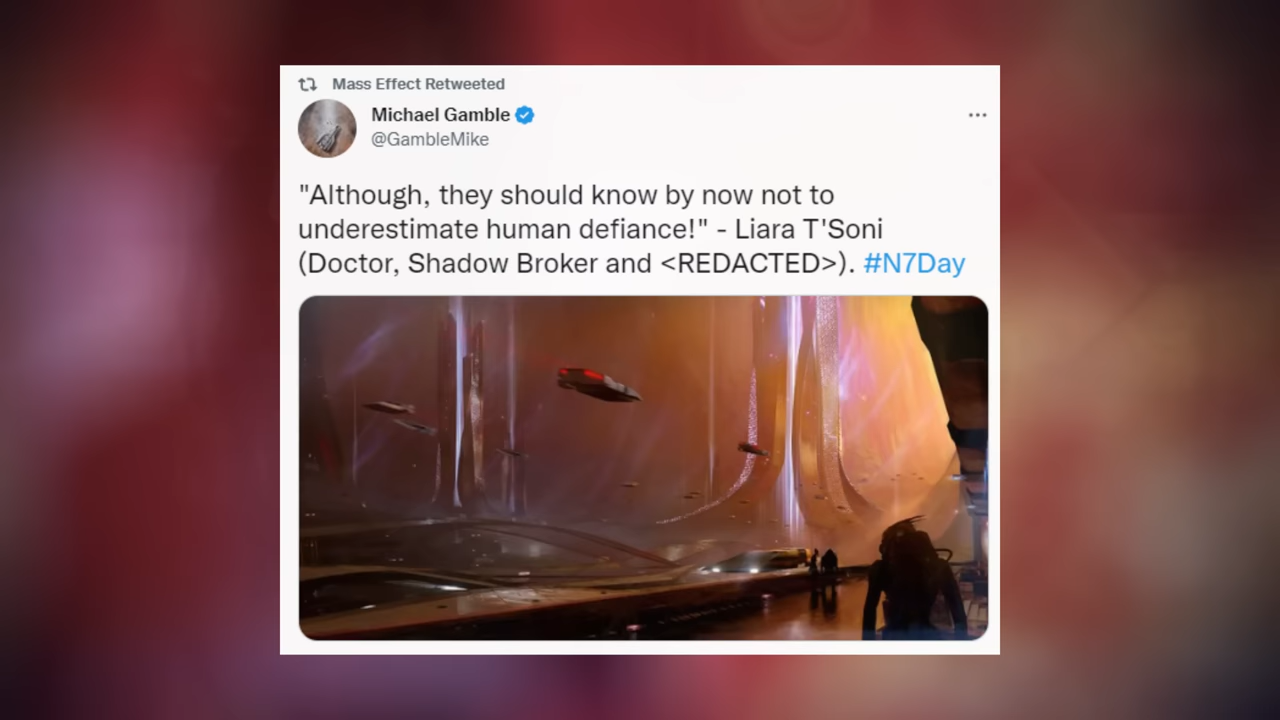 Mass Effect Retweeted
Michael Gamble
@GambleMike
"Although, they should know by now not to
underestimate human defiance!" - Liara T'Soni
(Doctor, Shadow Broker and <REDACTED>). #N7Day